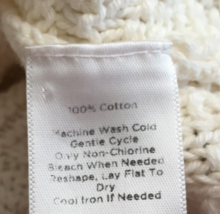 100% Cotton
Machine Wash Cold
Gentle Cycle
Only Non-Chlorine
Bleach When Needed
Reshape, Lay Flat To
Dry
Cool Iron If Needed